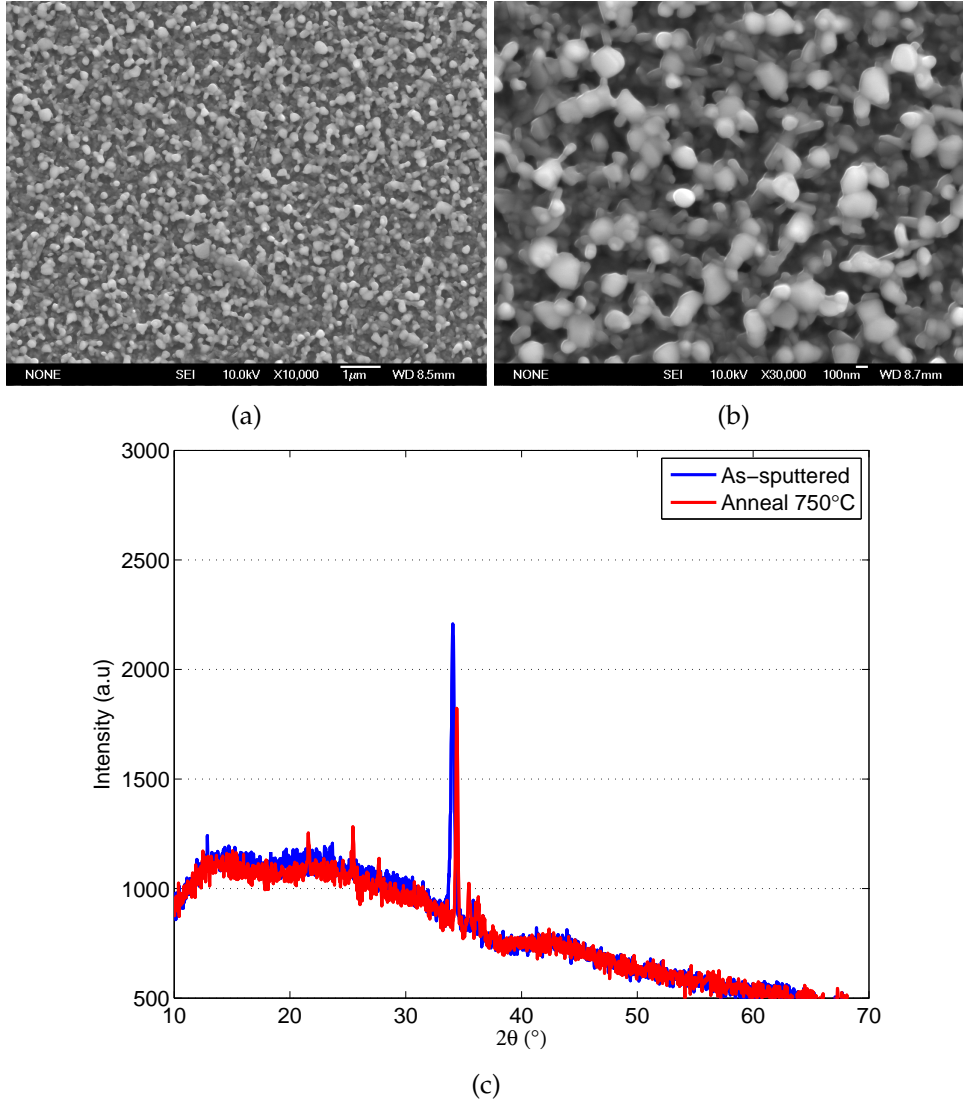 NONE SEI 10.0kV X10,000 1µm WD 8.5mm
NONE SEI 10.0kV X30,000 100nm WD 8.7mm
(a)
(b)
3000
2500
2000
1500
1000
500
Intensity (a.u)
As-sputtered
Anneal 750°C
10 20 30 40 50 60 70
2θ (°)
(c)